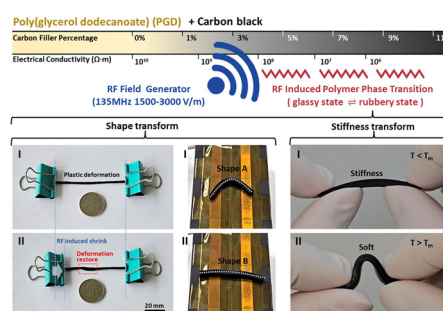 Poly(glycerol dodecanoate) (PGD) + Carbon black
Carbon Filler Percentage 0% 1% 3% 5% 7% 9% 11
Electrical Conductivity (Ω·m) 10¹⁰ 10⁹ 10⁸ 10⁷ 10⁶
RF Field Generator
(135MHz 1500-3000 V/m)
RF Induced Polymer Phase Transition
( glassy state ⇌ rubbery state )
Shape transform
Stiffness transform
I
Plastic deformation
I
Shape A
I
T < Tm
Stiffness
II
RF induced shrink
Deformation
restore
20 mm
II
Shape B
II
T > Tm
Soft